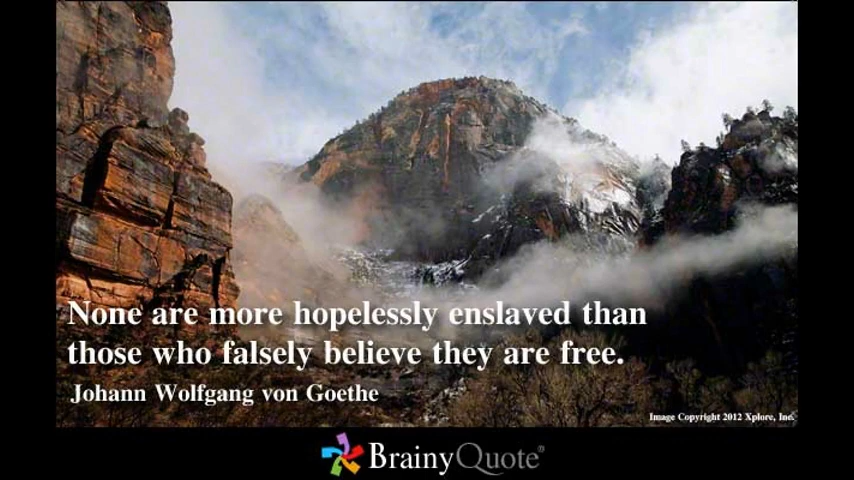 None are more hopelessly enslaved than
those who falsely believe they are free.
Johann Wolfgang von Goethe
Image Copyright 2012 Xplore, Inc.
BrainyQuote®